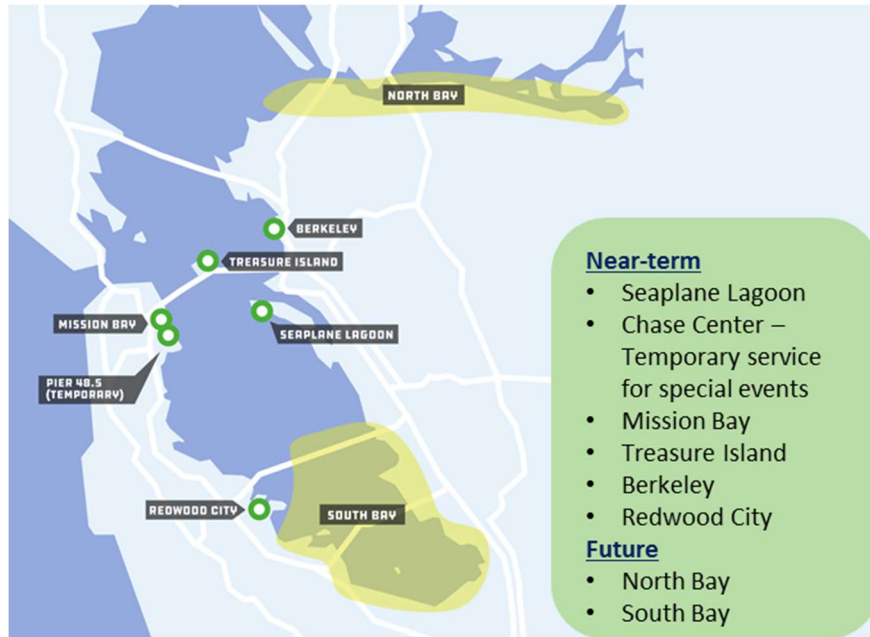 NORTH BAY
BERKELEY
TREASURE ISLAND
MISSION BAY
SEAPLANE LAGOON
PIER 48.5
(TEMPORARY)
REDWOOD CITY
SOUTH BAY
Near-term
• Seaplane Lagoon
• Chase Center –
Temporary service
for special events
• Mission Bay
• Treasure Island
• Berkeley
• Redwood City
Future
• North Bay
• South Bay